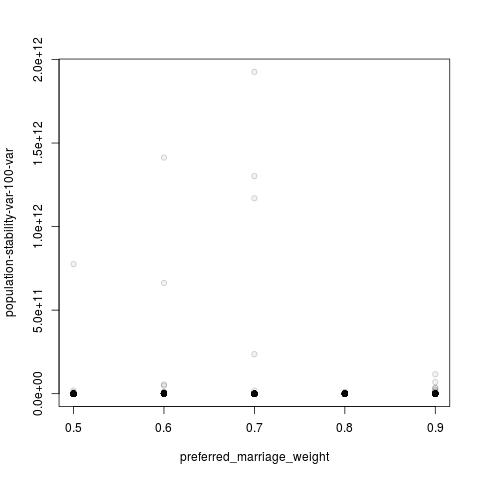 population-stability-var-100-var
2.0e+12
1.5e+12
1.0e+12
5.0e+11
0.0e+00
0.5 0.6 0.7 0.8 0.9
preferred_marriage_weight